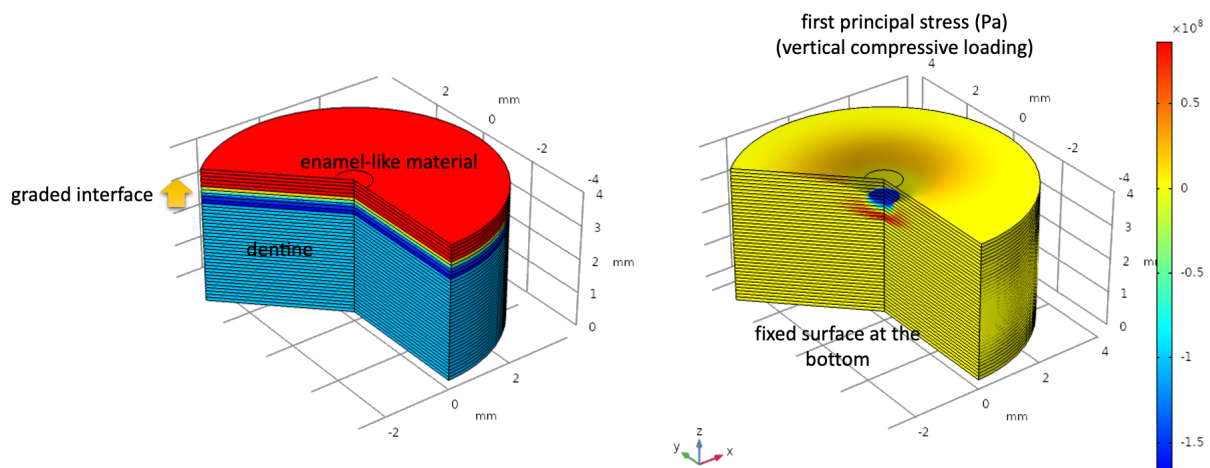 first principal stress (Pa)
(vertical compressive loading)
×10⁸
2
mm
0
-2
-4
4
3
2
mm
1
0
2
0
mm
-2
enamel-like material
graded interface
dentine
4
2
mm
0
-2
-4
4
3
2
mm
1
0
4
2
mm
0
-2
fixed surface at the
bottom
z
y
x
0.5
0
-0.5
-1
-1.5